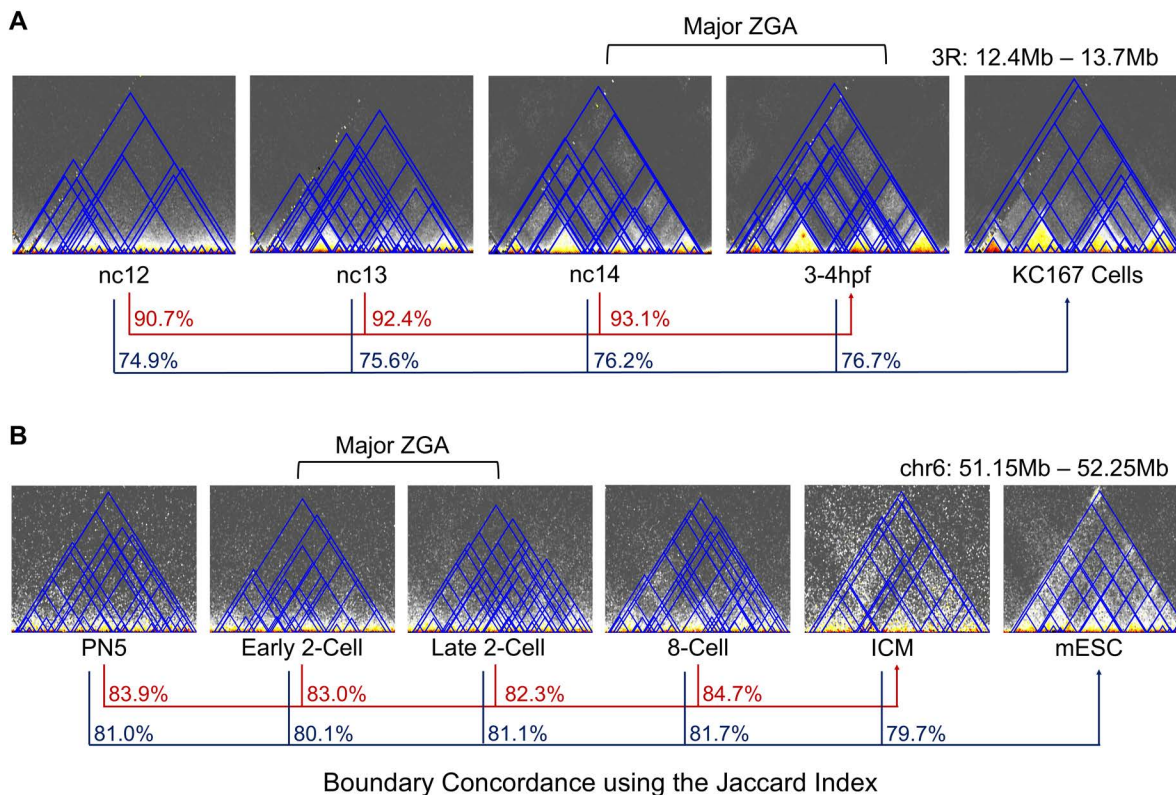 A
Major ZGA
3R: 12.4Mb – 13.7Mb
nc12
nc13
nc14
3-4hpf
KC167 Cells
90.7%
92.4%
93.1%
74.9%
75.6%
76.2%
76.7%
B
Major ZGA
chr6: 51.15Mb – 52.25Mb
PN5
Early 2-Cell
Late 2-Cell
8-Cell
ICM
mESC
83.9%
83.0%
82.3%
84.7%
81.0%
80.1%
81.1%
81.7%
79.7%
Boundary Concordance using the Jaccard Index